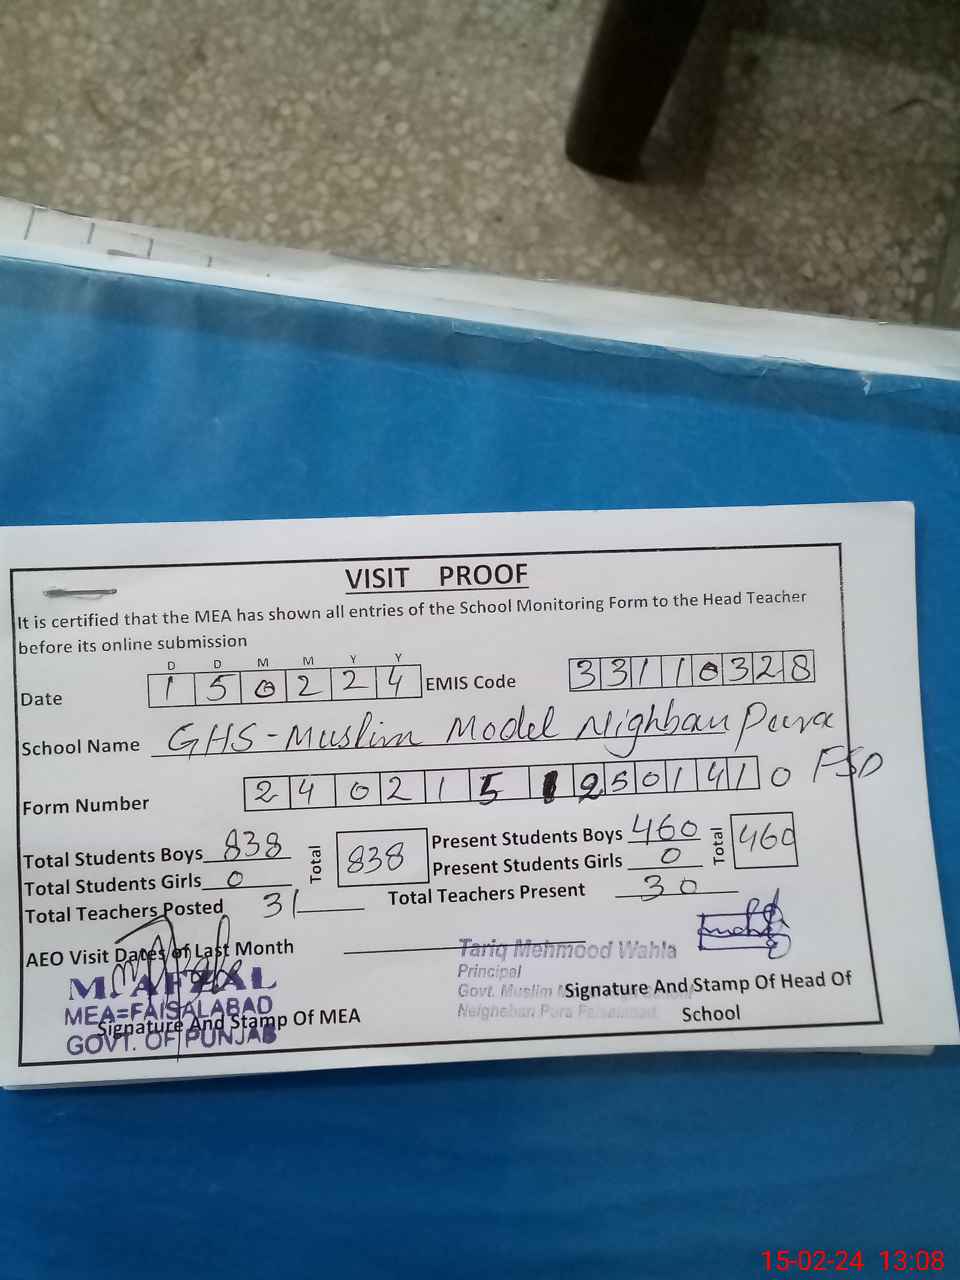 VISIT PROOF
It is certified that the MEA has shown all entries of the School Monitoring Form to the Head Teacher
before its online submission
D D M M Y Y
Date 1 5 0 2 2 4 EMIS Code 3 3 1 1 0 3 2 8
School Name GHS-Muslim Model Nighban Pura
FSD
Form Number 2 4 0 2 1 5 1 2 5 0 1 4 1 0
Total Students Boys 838 Total 838 Present Students Boys 460 Total 460
Total Students Girls 0 Present Students Girls 0
Total Teachers Posted 31 Total Teachers Present 30
AEO Visit Dates of Last Month
Tariq Mehmood Wahla
Principal
Govt. Muslim
Pura Faisalabad
Signature And Stamp Of Head Of
School
M. AFZAL
MEA=FAISALABAD
Signature And Stamp Of MEA
GOVT. OF PUNJAB
15-02-24 13:08